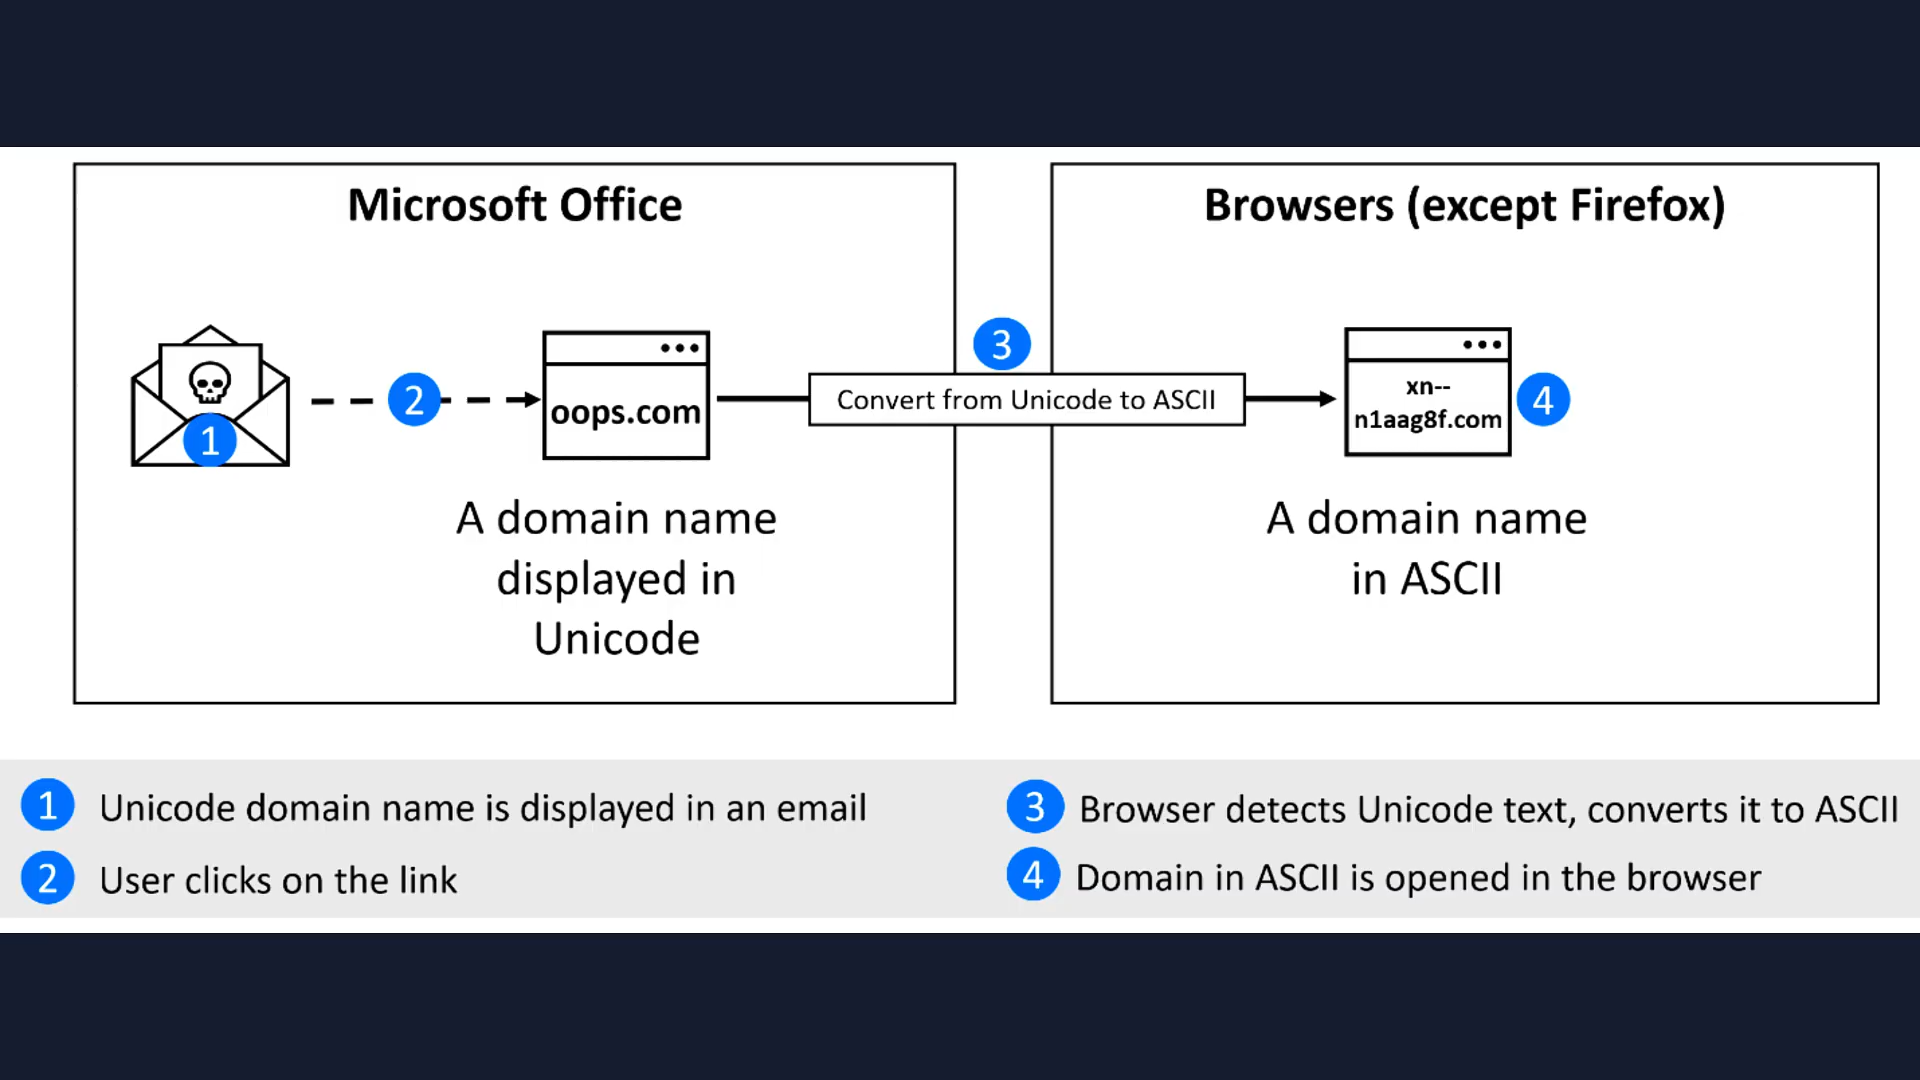 Microsoft Office
Browsers (except Firefox)
1
2
oops.com
3
Convert from Unicode to ASCII
xn--
n1aag8f.com
4
A domain name
displayed in
Unicode
A domain name
in ASCII
1 Unicode domain name is displayed in an email
2 User clicks on the link
3 Browser detects Unicode text, converts it to ASCII
4 Domain in ASCII is opened in the browser